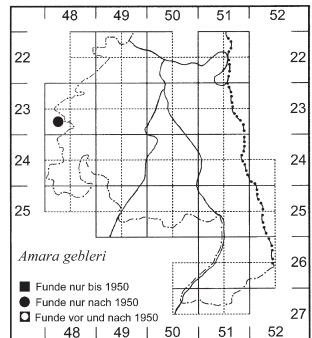 48 49 50 51 52
22 22
23 23
24 24
25 25
Amara gebleri
26
Funde nur bis 1950
Funde nur nach 1950
Funde vor und nach 1950
27
48 49 50 51 52